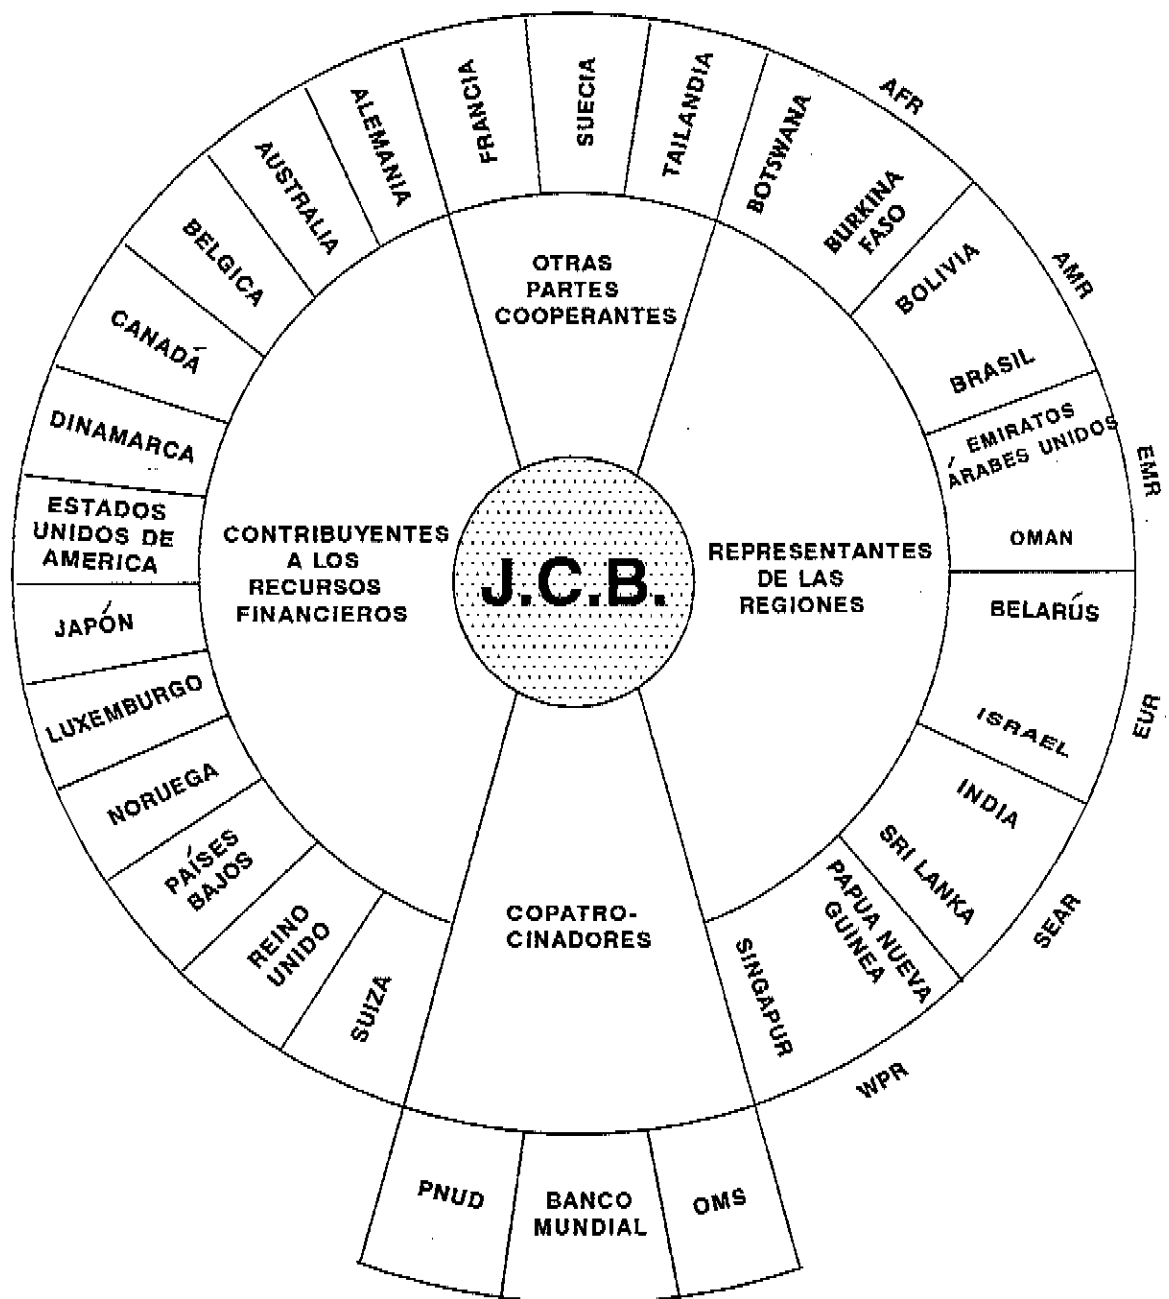 FRANCIA
SUECIA
TAILANDIA
BOTSWANA
BURKINA
FASO
AFR
BOLIVIA
BRASIL
AMR
EMIRATOS
ÁRABES UNIDOS
OMAN
EMR
BELARÚS
ISRAEL
EUR
INDIA
SRI LANKA
SEAR
PAPUA NUEVA
GUINEA
SINGAPUR
WPR
ALEMANIA
AUSTRALIA
BELGICA
CANADÁ
DINAMARCA
ESTADOS
UNIDOS DE
AMERICA
JAPÓN
LUXEMBURGO
NORUEGA
PAÍSES
BAJOS
REINO
UNIDO
SUIZA
OTRAS
PARTES
COOPERANTES
CONTRIBUYENTES
A LOS
RECURSOS
FINANCIEROS
J.C.B.
REPRESENTANTES
DE LAS
REGIONES
COPATRO-
CINADORES
PNUD
BANCO
MUNDIAL
OMS